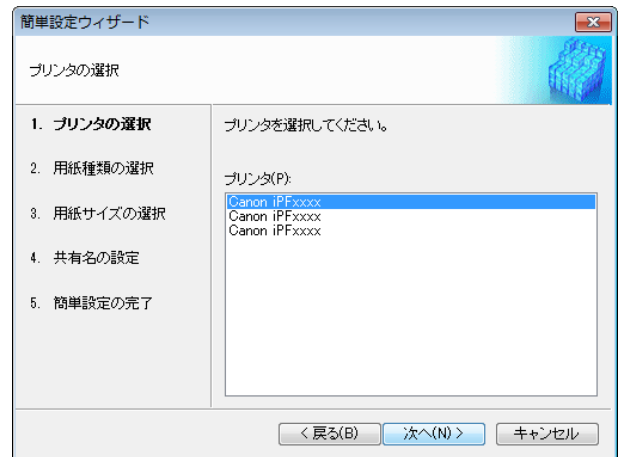 簡単設定ウィザード
プリンタの選択
1. プリンタの選択
2. 用紙種類の選択
3. 用紙サイズの選択
4. 共有名の設定
5. 簡単設定の完了
プリンタを選択してください。
プリンタ(P):
Canon iPFxxxx
Canon iPFxxxx
Canon iPFxxxx
< 戻る(B)
次へ(N) >
キャンセル